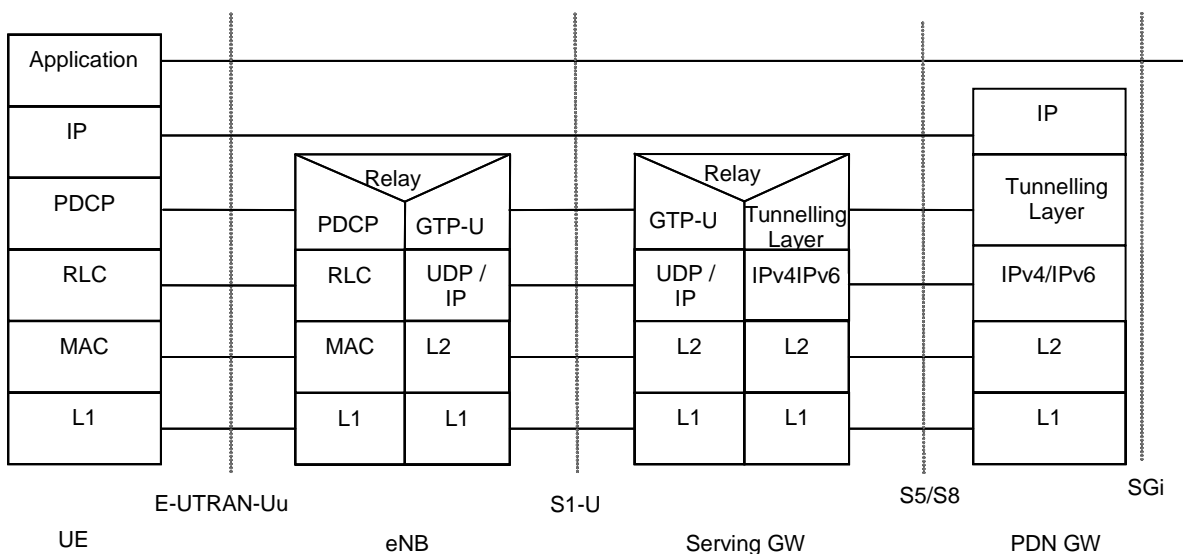 Application
IP
PDCP
RLC
MAC
L1
Relay
PDCP
GTP-U
RLC
UDP /
IP
MAC
L2
L1
L1
Relay
GTP-U
Tunnelling
Layer
UDP /
IP
IPv4IPv6
L2
L2
L1
L1
IP
Tunnelling
Layer
IPv4/IPv6
L2
L1
E-UTRAN-Uu
S1-U
S5/S8
SGi
UE
eNB
Serving GW
PDN GW